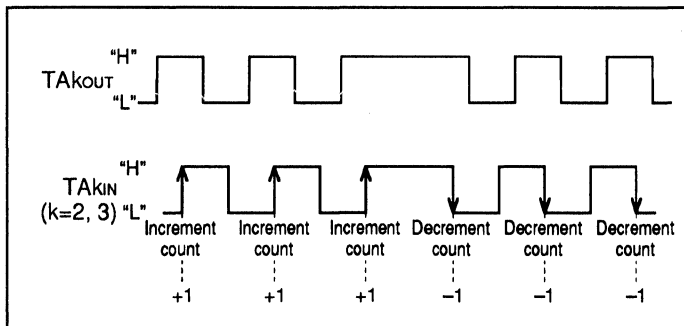 "H"
TAkOUT
"L"
"H"
TAkIN
(k=2, 3) "L"
Increment count
Increment count
Increment count
Decrement count
Decrement count
Decrement count
+1
+1
+1
−1
−1
−1